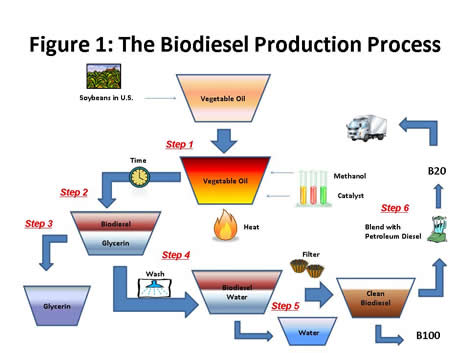 Figure 1: The Biodiesel Production Process
Soybeans in U.S.
Vegetable Oil
Step 1
Time
Vegetable Oil
Methanol
Catalyst
Heat
Step 2
Biodiesel
Glycerin
Step 3
Glycerin
Step 4
Wash
Biodiesel
Water
Step 5
Water
Filter
Clean
Biodiesel
B100
Step 6
Blend with
Petroleum Diesel
B20